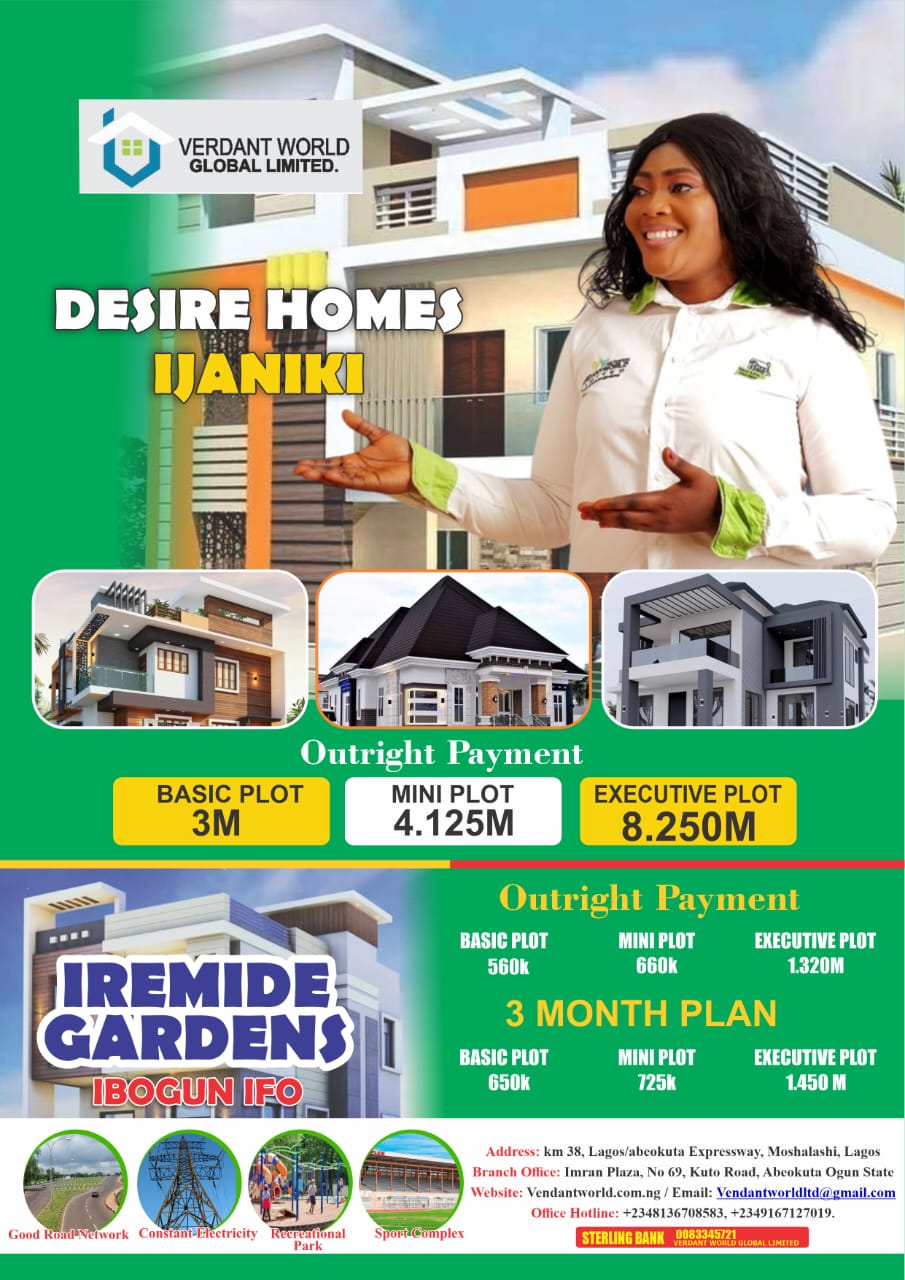 VERDANT WORLD
GLOBAL LIMITED.
DESIRE HOMES
IJANIKI
Outright Payment
BASIC PLOT
3M
MINI PLOT
4.125M
EXECUTIVE PLOT
8.250M
IREMIDE
GARDENS
IBOGUN IFO
Outright Payment
BASIC PLOT
560k
MINI PLOT
660k
EXECUTIVE PLOT
1.320M
3 MONTH PLAN
BASIC PLOT
650k
MINI PLOT
725k
EXECUTIVE PLOT
1.450 M
Good Road Network
Constant Electricity
Recreational
Park
Sport Complex
Address: km 38, Lagos/abeokuta Expressway, Moshalashi, Lagos
Branch Office: Imran Plaza, No 69, Kuto Road, Abeokuta Ogun State
Website: Vendantworld.com.ng / Email: Vendantworldltd@gmail.com
Office Hotline: +2348136708583, +2349167127019.
STERLING BANK 0083345721
VERDANT WORLD GLOBAL LIMITED